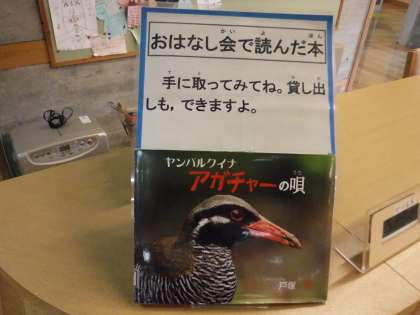 おはなし会で読んだ本
手に取ってみてね。貸し出
しも,できますよ。
ヤンバルクイナ
アガチャーの唄
戸塚